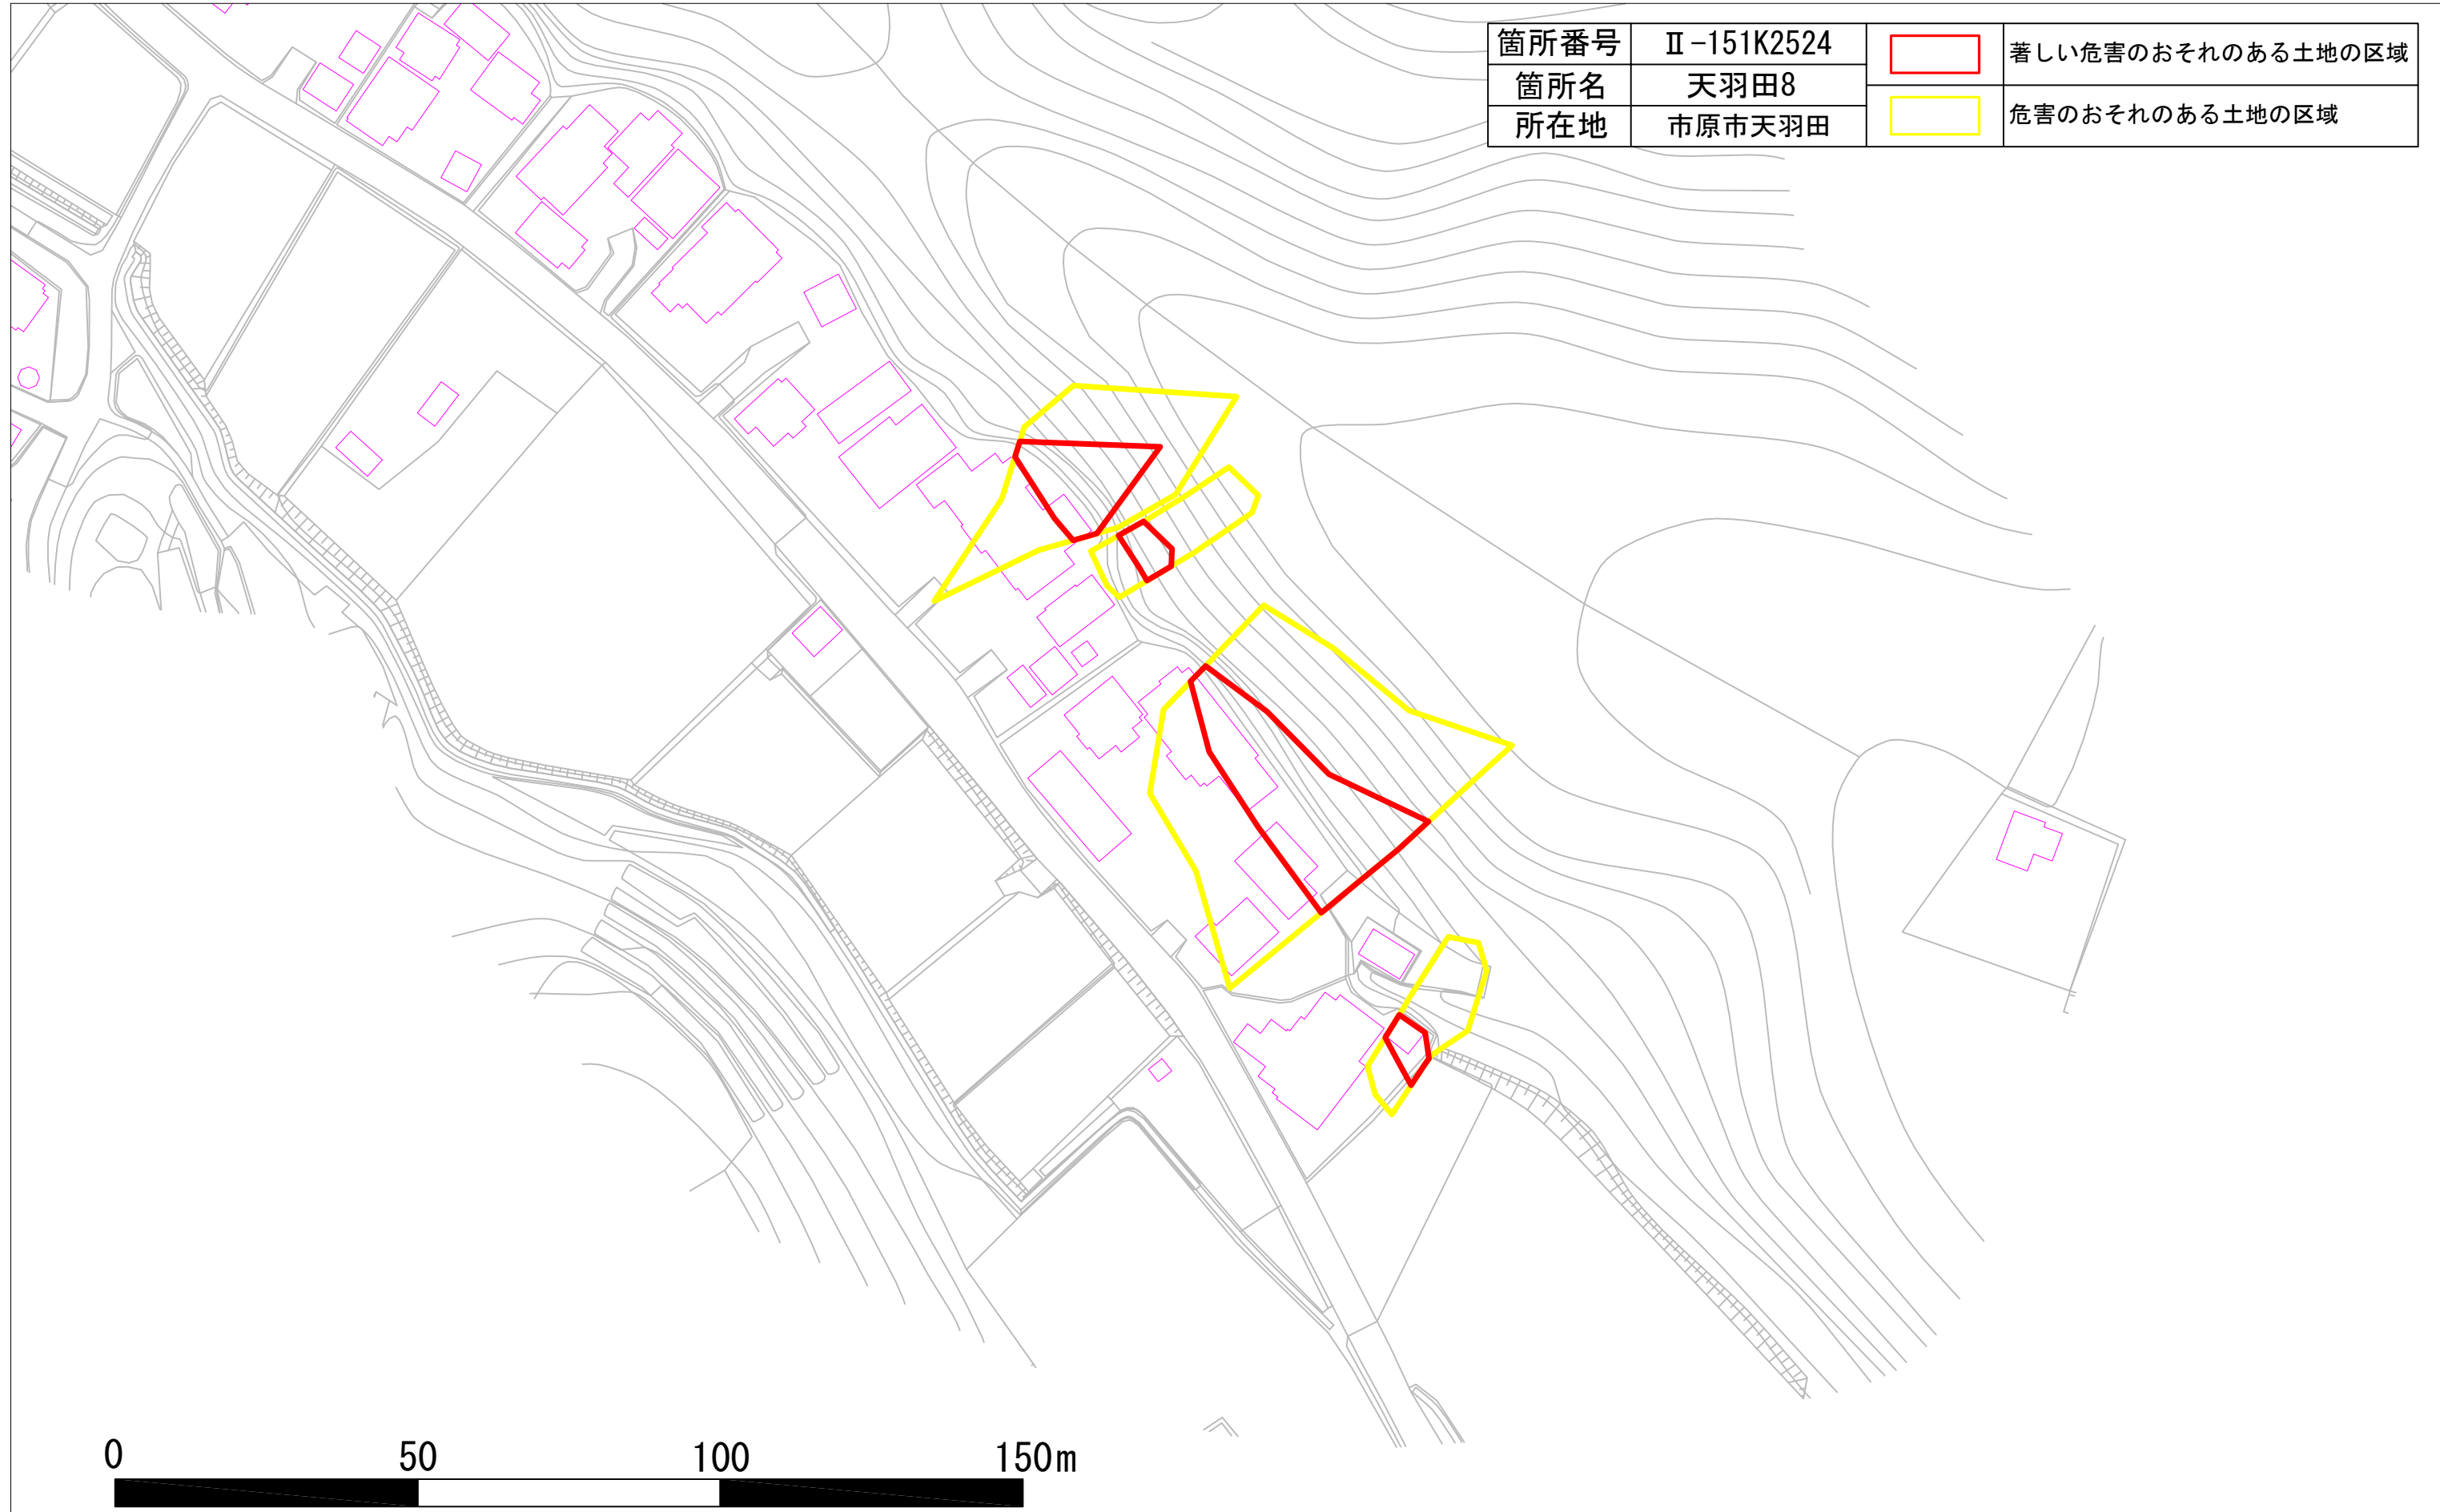 箇所番号 Ⅱ-151K2524
箇所名 天羽田8
所在地 市原市天羽田
著しい危害のおそれのある土地の区域
危害のおそれのある土地の区域
0 50 100 150m